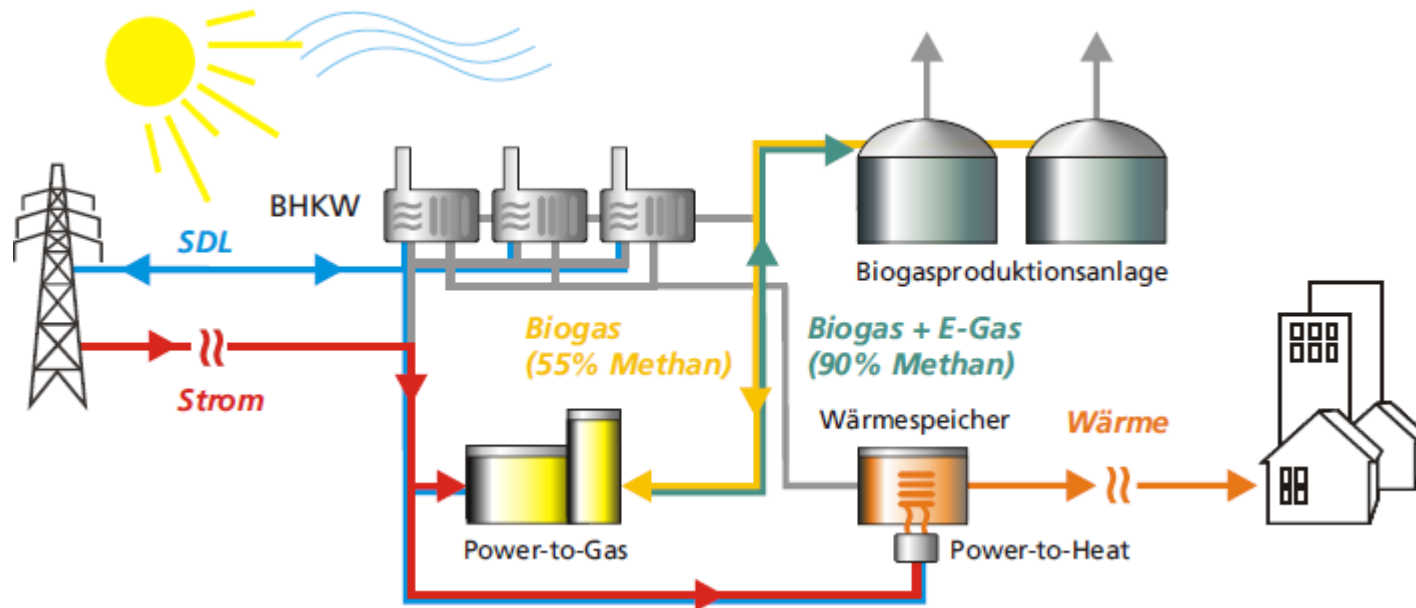 BHKW
SDL
Biogasproduktionsanlage
Biogas
(55% Methan)
Biogas + E-Gas
(90% Methan)
Strom
Wärmespeicher
Wärme
Power-to-Gas
Power-to-Heat